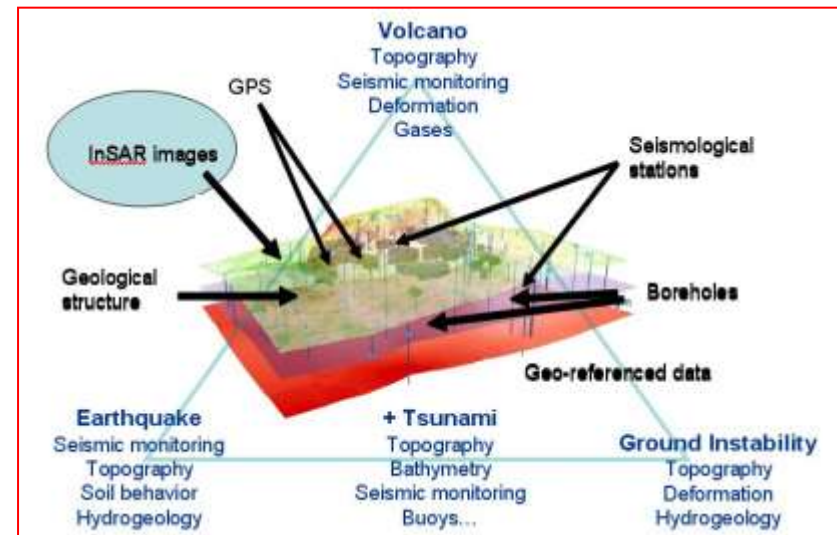 Volcano
Topography
Seismic monitoring
Deformation
Gases
GPS
InSAR images
Seismological
stations
Geological
structure
Boreholes
Geo-referenced data
Earthquake
Seismic monitoring
Topography
Soil behavior
Hydrogeology
+ Tsunami
Topography
Bathymetry
Seismic monitoring
Buoys...
Ground Instability
Topography
Deformation
Hydrogeology